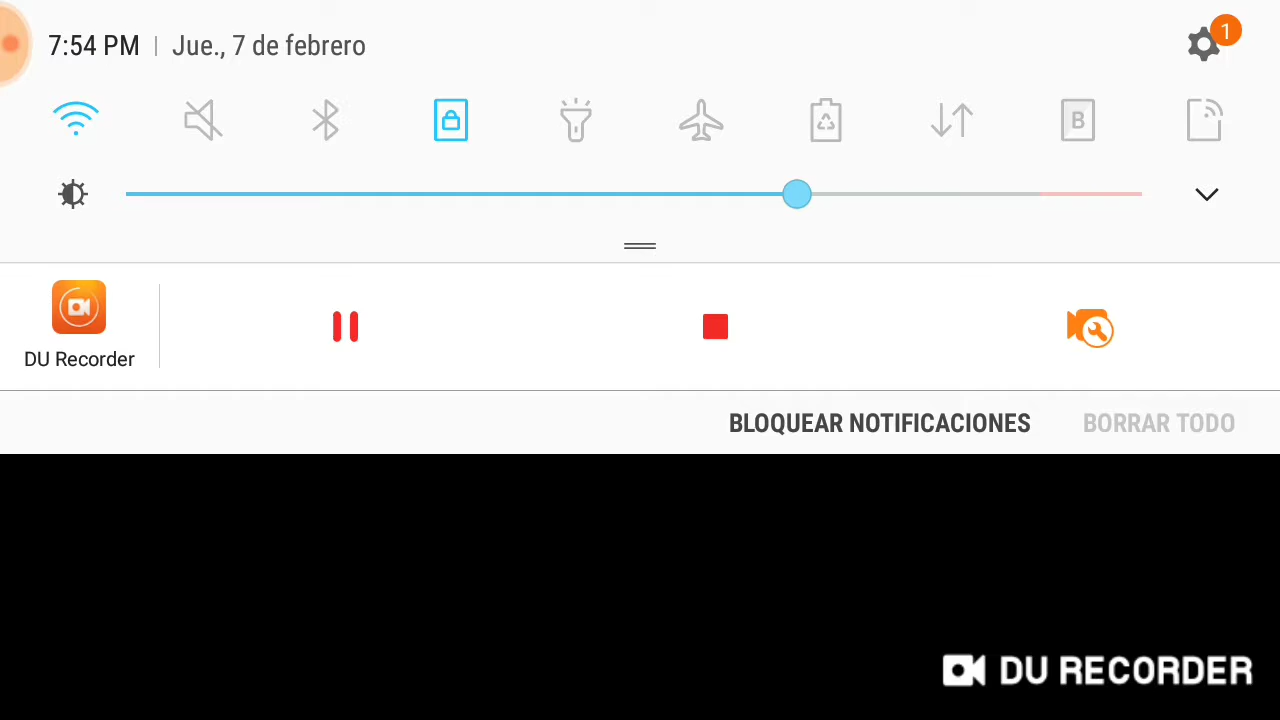 7:54 PM | Jue., 7 de febrero
1
B
DU Recorder
BLOQUEAR NOTIFICACIONES BORRAR TODO
DU RECORDER